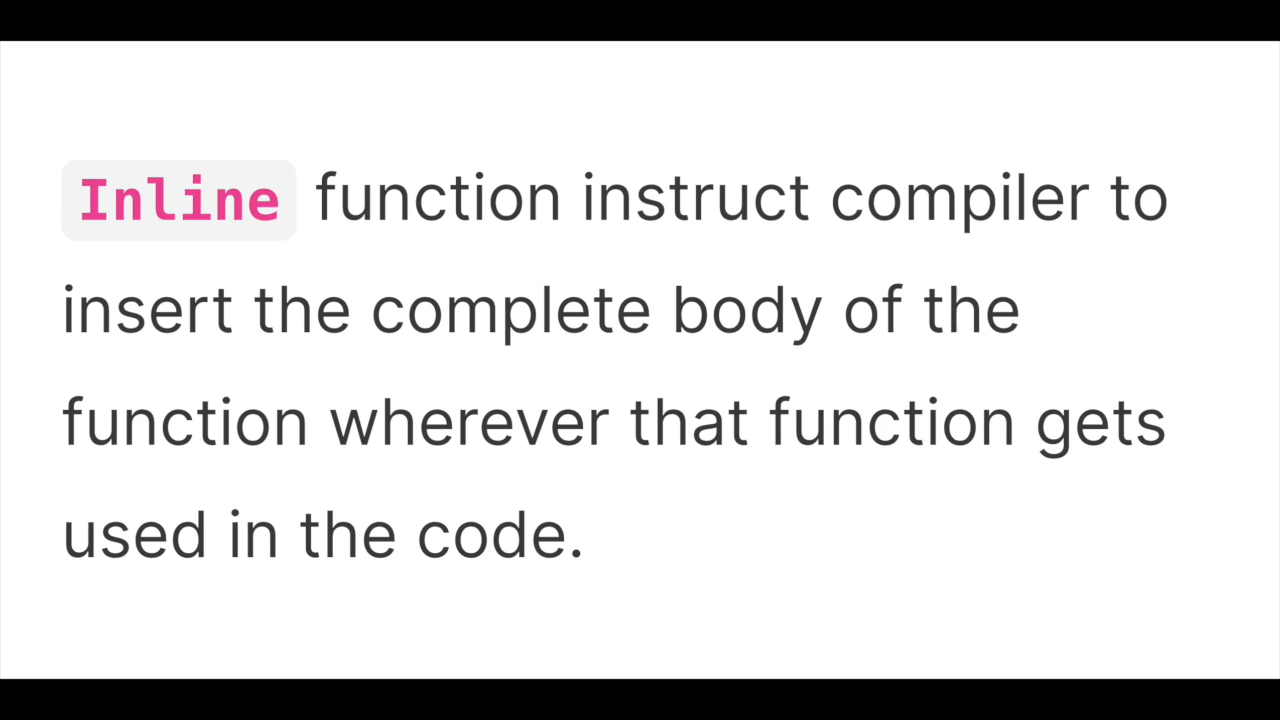 Inline function instruct compiler to
insert the complete body of the
function wherever that function gets
used in the code.